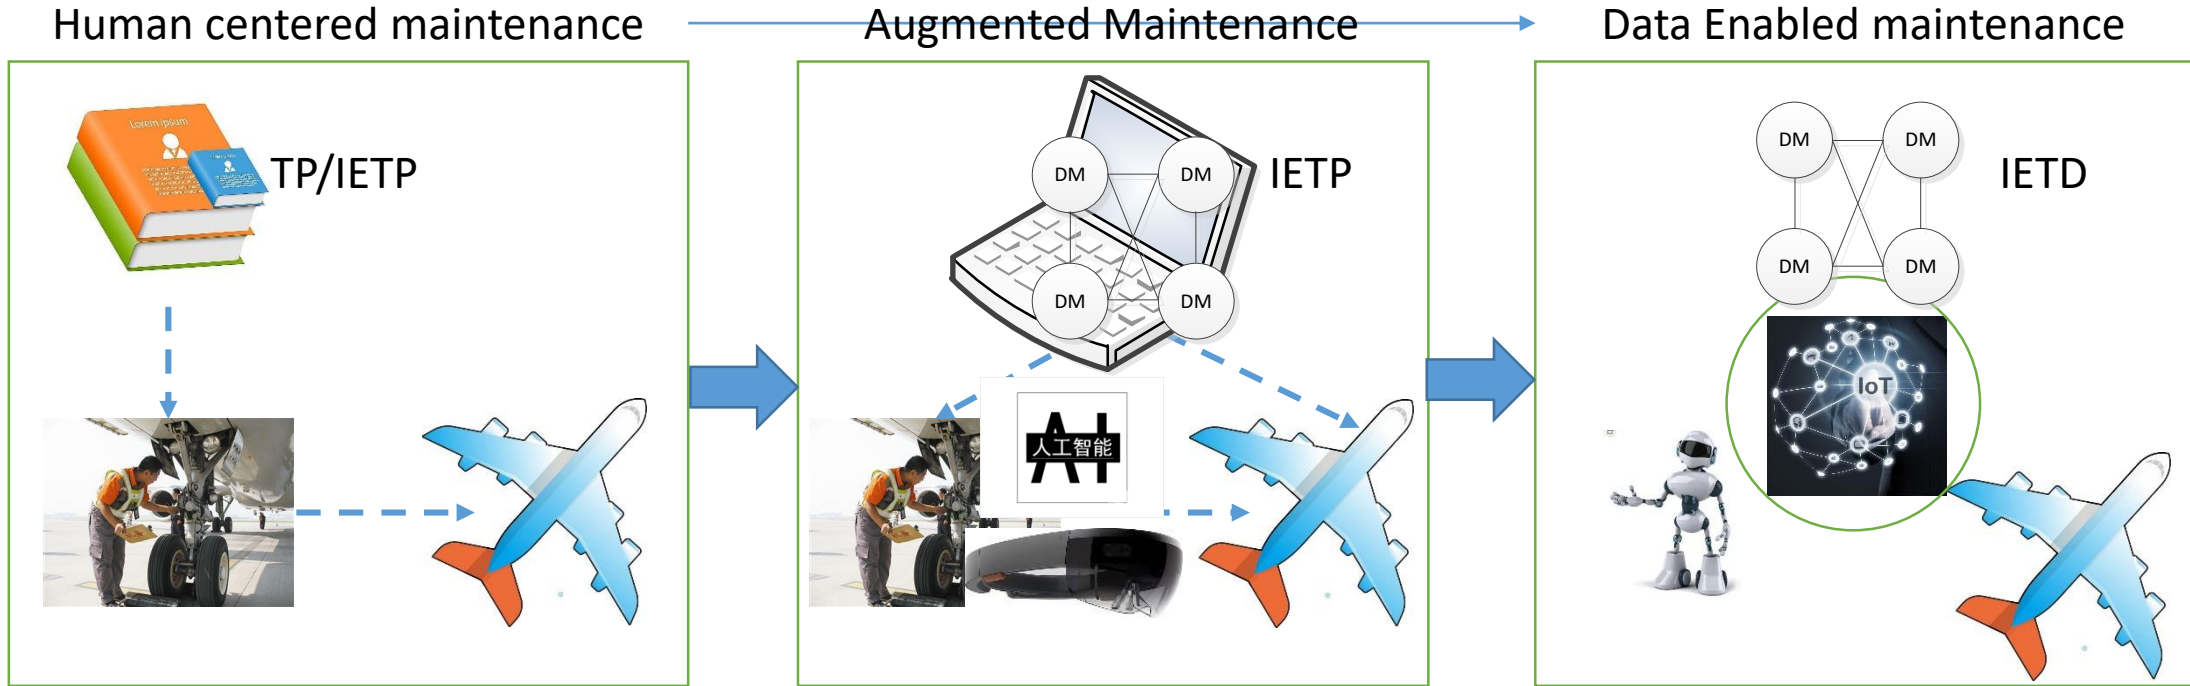 Human centered maintenance
Augmented Maintenance
Data Enabled maintenance
Lorem ipsum
TP/IETP
DM
DM
DM
DM
IETP
AI
人工智能
DM
DM
DM
DM
IETD
IoT